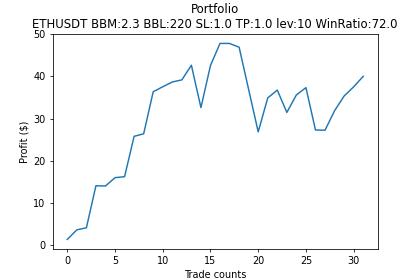 Portfolio
ETHUSDT BBM:2.3 BBL:220 SL:1.0 TP:1.0 lev:10 WinRatio:72.0
50
40
30
20
10
0
Profit ($)
0 5 10 15 20 25 30
Trade counts